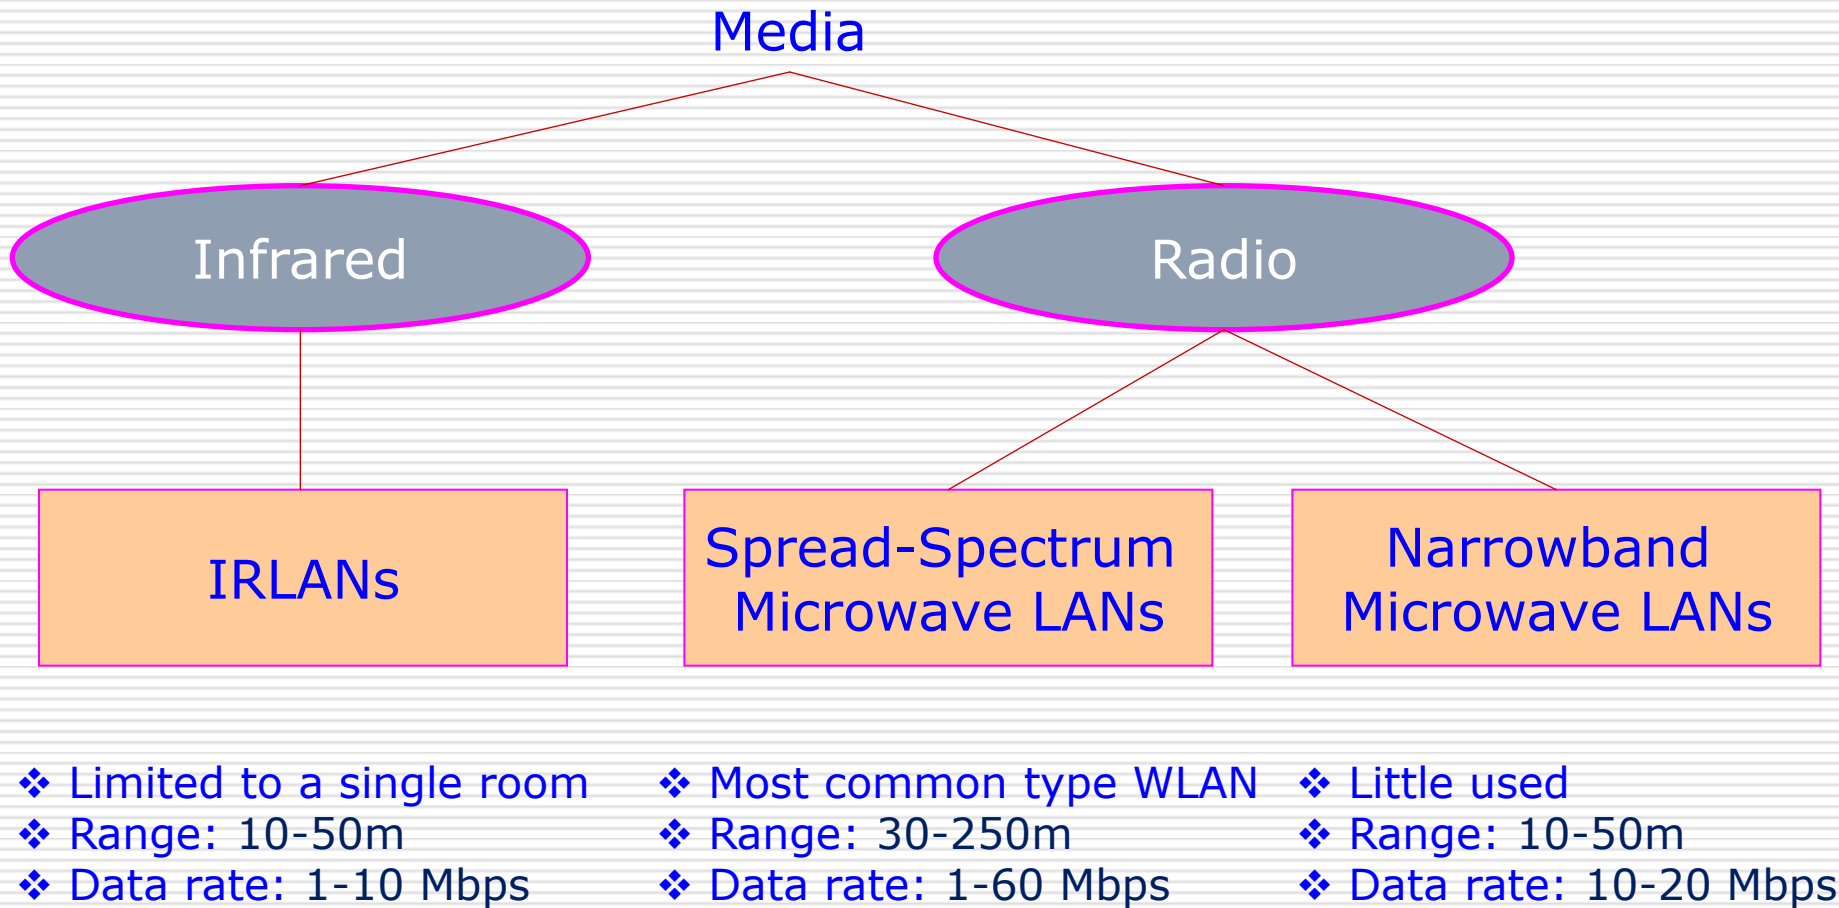 Media
Infrared
Radio
IRLANs
Spread-Spectrum
Microwave LANs
Narrowband
Microwave LANs
❖ Limited to a single room
❖ Range: 10-50m
❖ Data rate: 1-10 Mbps
❖ Most common type WLAN
❖ Range: 30-250m
❖ Data rate: 1-60 Mbps
❖ Little used
❖ Range: 10-50m
❖ Data rate: 10-20 Mbps